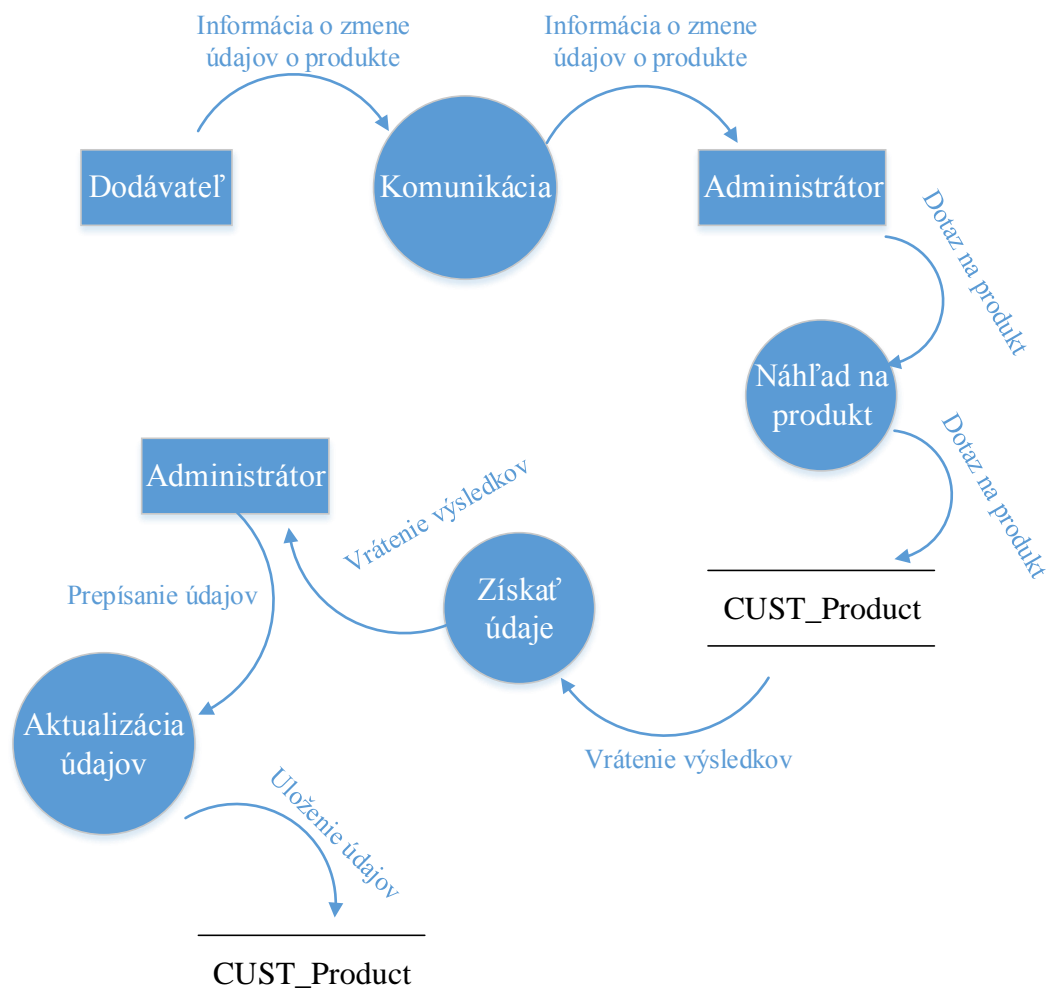 Informácia o zmene
údajov o produkte
Informácia o zmene
údajov o produkte
Dodávateľ
Komunikácia
Administrátor
Dotaz na produkt
Náhľad na
produkt
Dotaz na produkt
CUST_Product
Vrátenie výsledkov
Získať
údaje
Vrátenie výsledkov
Administrátor
Prepísanie údajov
Aktualizácia
údajov
Uloženie údajov
CUST_Product